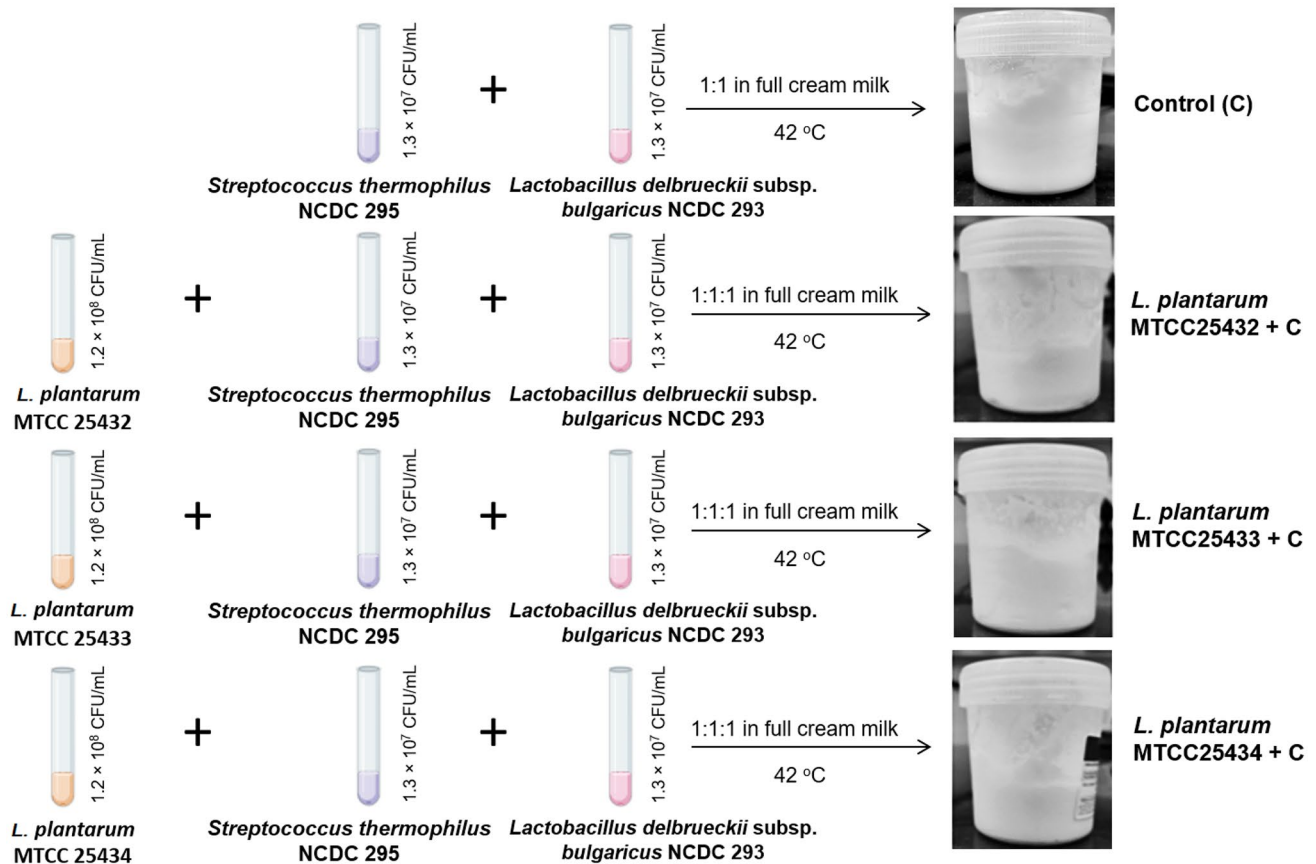 1.3 × 10⁷ CFU/mL
+
1.3 × 10⁷ CFU/mL
1:1 in full cream milk
42 ᵒC
Control (C)
Streptococcus thermophilus
NCDC 295
Lactobacillus delbrueckii subsp.
bulgaricus NCDC 293
1.2 × 10⁸ CFU/mL
+
1.3 × 10⁷ CFU/mL
+
1.3 × 10⁷ CFU/mL
1:1:1 in full cream milk
42 ᵒC
L. plantarum
MTCC25432 + C
L. plantarum
MTCC 25432
Streptococcus thermophilus
NCDC 295
Lactobacillus delbrueckii subsp.
bulgaricus NCDC 293
1.2 × 10⁸ CFU/mL
+
1.3 × 10⁷ CFU/mL
+
1.3 × 10⁷ CFU/mL
1:1:1 in full cream milk
42 ᵒC
L. plantarum
MTCC25433 + C
L. plantarum
MTCC 25433
Streptococcus thermophilus
NCDC 295
Lactobacillus delbrueckii subsp.
bulgaricus NCDC 293
1.2 × 10⁸ CFU/mL
+
1.3 × 10⁷ CFU/mL
+
1.3 × 10⁷ CFU/mL
1:1:1 in full cream milk
42 ᵒC
L. plantarum
MTCC25434 + C
L. plantarum
MTCC 25434
Streptococcus thermophilus
NCDC 295
Lactobacillus delbrueckii subsp.
bulgaricus NCDC 293